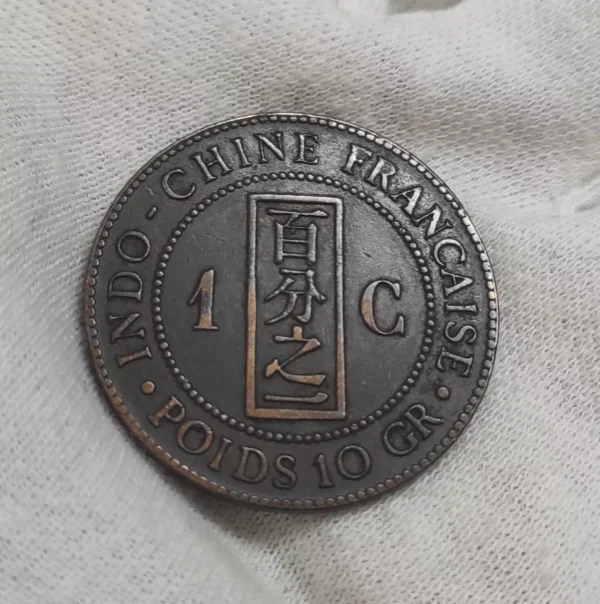 INDO-CHINE FRANCAISE
1
百分之一
C
• POIDS 10 GR •